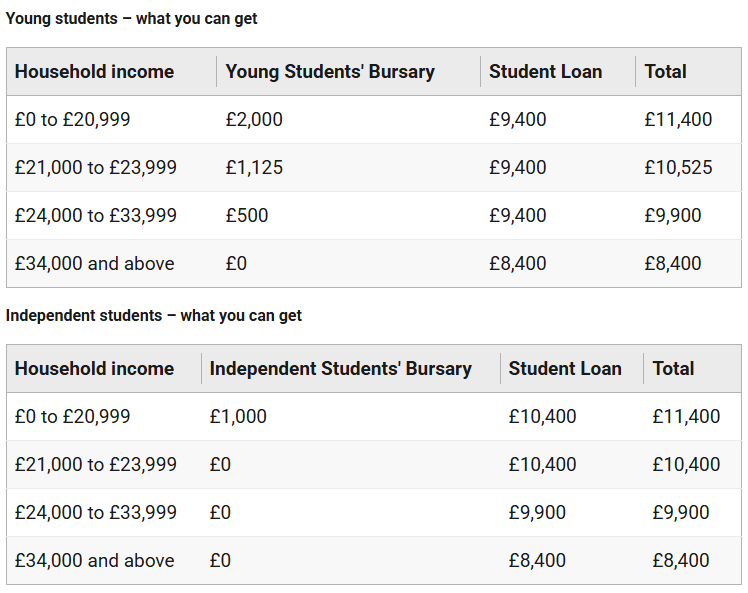 Young students – what you can get
Household income Young Students' Bursary Student Loan Total
£0 to £20,999 £2,000 £9,400 £11,400
£21,000 to £23,999 £1,125 £9,400 £10,525
£24,000 to £33,999 £500 £9,400 £9,900
£34,000 and above £0 £8,400 £8,400
Independent students – what you can get
Household income Independent Students' Bursary Student Loan Total
£0 to £20,999 £1,000 £10,400 £11,400
£21,000 to £23,999 £0 £10,400 £10,400
£24,000 to £33,999 £0 £9,900 £9,900
£34,000 and above £0 £8,400 £8,400